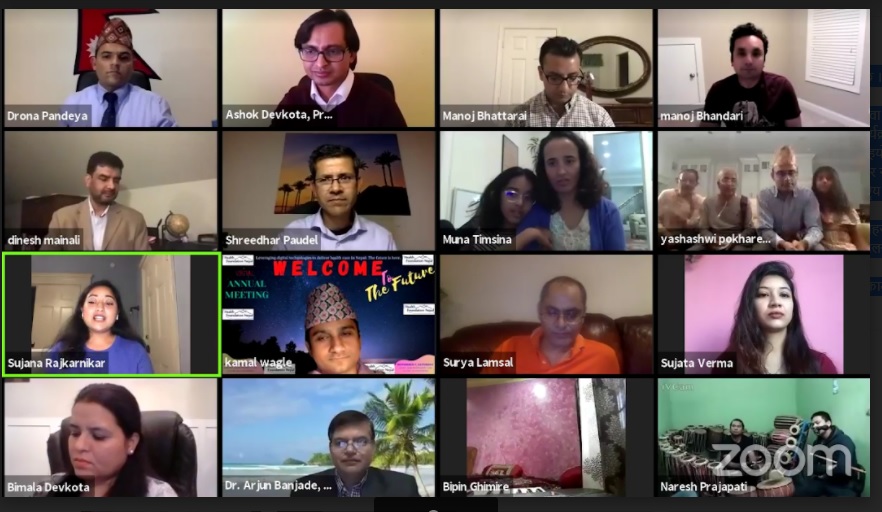 Drona Pandeya
Ashok Devkota, Pr...
Manoj Bhattarai
manoj Bhandari
dinesh mainali
Shreedhar Paudel
Muna Timsina
yashashwi pokhare...
Sujana Rajkarnikar
WELCOME
To
The Future
ANNUAL
MEETING
kamal wagle
Surya Lamsal
Sujata Verma
Bimala Devkota
Dr. Arjun Banjade, ...
Bipin Ghimire
Naresh Prajapati
zoom